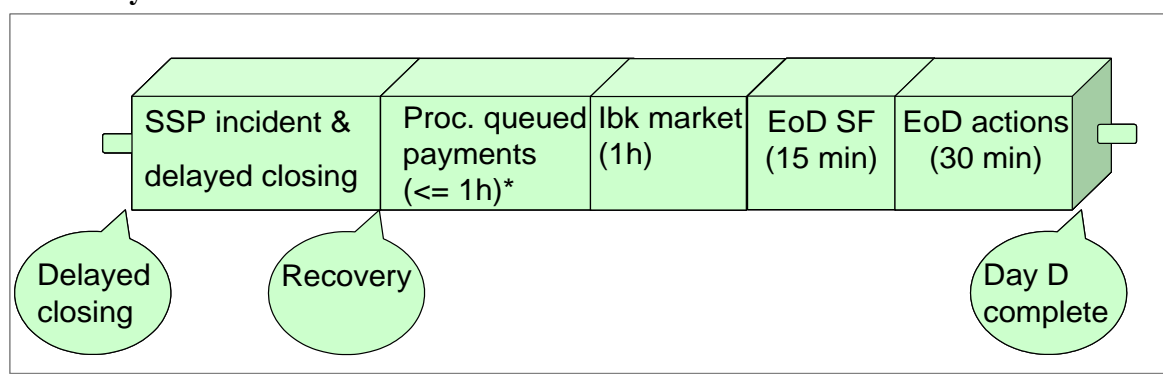 SSP incident &
delayed closing
Proc. queued
payments
(<= 1h)*
Ibk market
(1h)
EoD SF
(15 min)
EoD actions
(30 min)
Delayed
closing
Recovery
Day D
complete